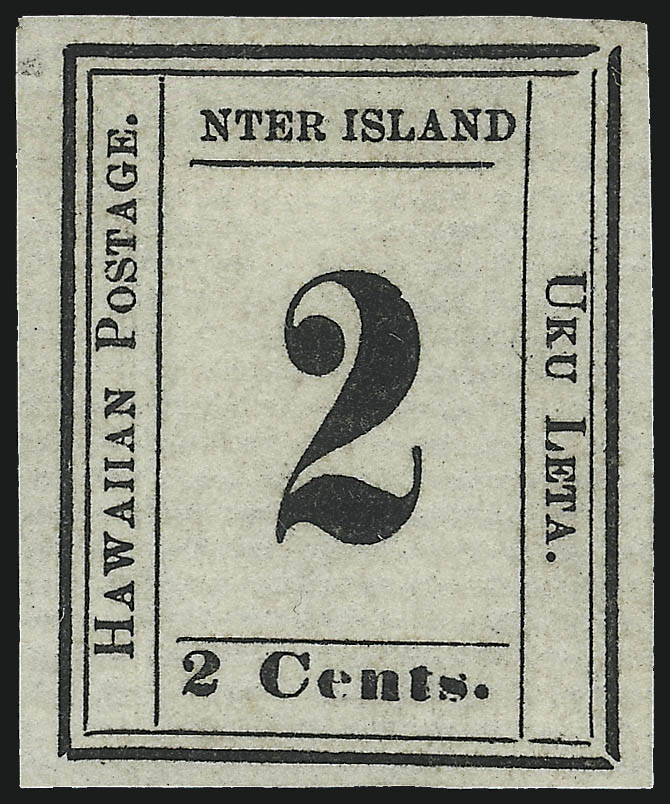 NTER ISLAND
HAWAIIAN POSTAGE.
2
UKU LETA.
2 Cents.